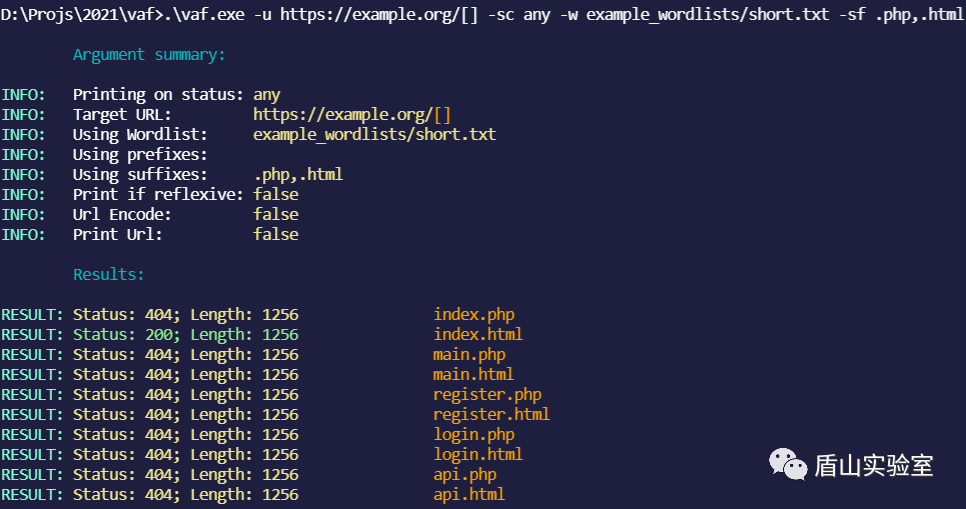 D:\Projs\2021\vaf>.\vaf.exe -u https://example.org/[] -sc any -w example_wordlists/short.txt -sf .php,.html
Argument summary:
INFO: Printing on status: any
INFO: Target URL: https://example.org/[]
INFO: Using Wordlist: example_wordlists/short.txt
INFO: Using prefixes:
INFO: Using suffixes: .php,.html
INFO: Print if reflexive: false
INFO: Url Encode: false
INFO: Print Url: false
Results:
RESULT: Status: 404; Length: 1256 index.php
RESULT: Status: 200; Length: 1256 index.html
RESULT: Status: 404; Length: 1256 main.php
RESULT: Status: 404; Length: 1256 main.html
RESULT: Status: 404; Length: 1256 register.php
RESULT: Status: 404; Length: 1256 register.html
RESULT: Status: 404; Length: 1256 login.php
RESULT: Status: 404; Length: 1256 login.html
RESULT: Status: 404; Length: 1256 api.php
RESULT: Status: 404; Length: 1256 api.html
盾山实验室